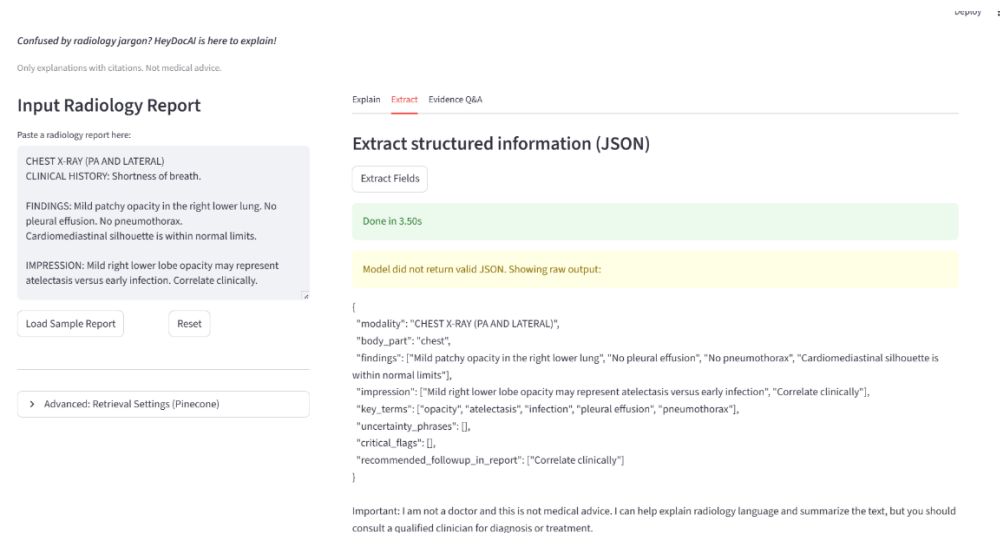 Deploy
Confused by radiology jargon? HeyDocAI is here to explain!
Only explanations with citations. Not medical advice.
Input Radiology Report
Paste a radiology report here:
CHEST X-RAY (PA AND LATERAL)
CLINICAL HISTORY: Shortness of breath.
FINDINGS: Mild patchy opacity in the right lower lung. No
pleural effusion. No pneumothorax.
Cardiomediastinal silhouette is within normal limits.
IMPRESSION: Mild right lower lobe opacity may represent
atelectasis versus early infection. Correlate clinically.
Load Sample Report
Reset
Advanced: Retrieval Settings (Pinecone)
Explain
Extract
Evidence Q&A
Extract structured information (JSON)
Extract Fields
Done in 3.50s
Model did not return valid JSON. Showing raw output:
{
"modality": "CHEST X-RAY (PA AND LATERAL)",
"body_part": "chest",
"findings": ["Mild patchy opacity in the right lower lung", "No pleural effusion", "No pneumothorax", "Cardiomediastinal silhouette is
within normal limits"],
"impression": ["Mild right lower lobe opacity may represent atelectasis versus early infection", "Correlate clinically"],
"key_terms": ["opacity", "atelectasis", "infection", "pleural effusion", "pneumothorax"],
"uncertainty_phrases": [],
"critical_flags": [],
"recommended_followup_in_report": ["Correlate clinically"]
}
Important: I am not a doctor and this is not medical advice. I can help explain radiology language and summarize the text, but you should
consult a qualified clinician for diagnosis or treatment.